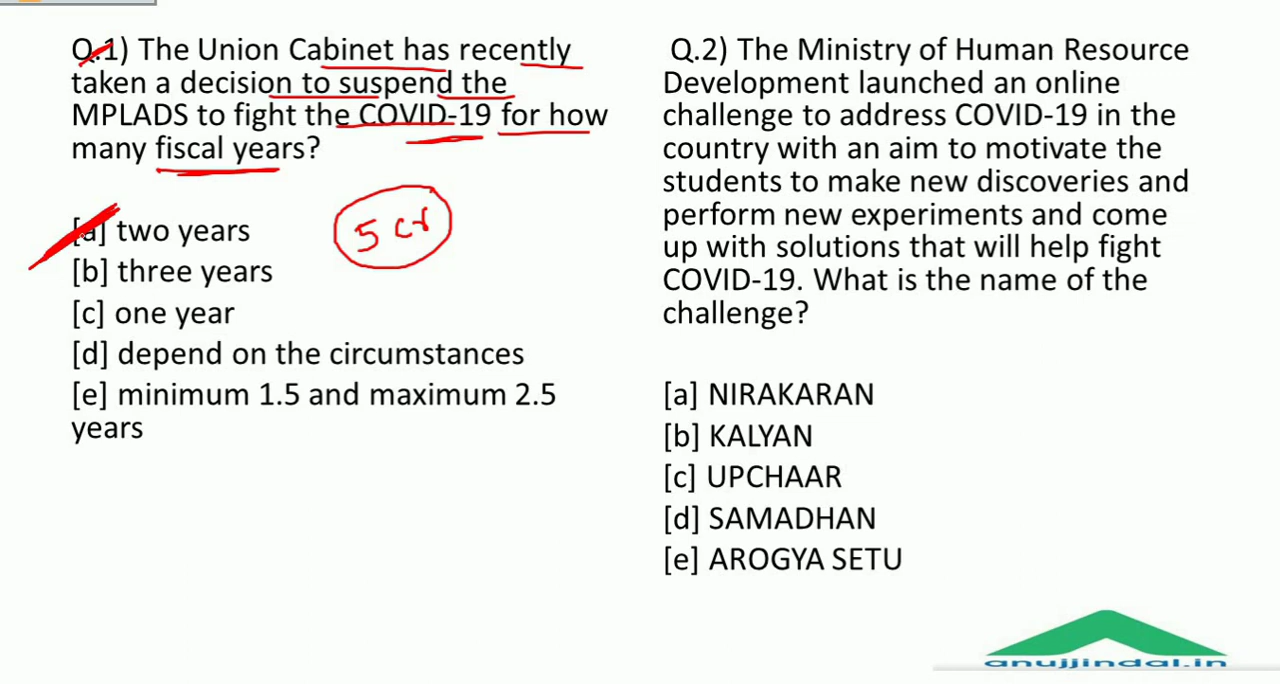 Q.1) The Union Cabinet has recently
taken a decision to suspend the
MPLADS to fight the COVID-19 for how
many fiscal years?
[a] two years
5 cr
[b] three years
[c] one year
[d] depend on the circumstances
[e] minimum 1.5 and maximum 2.5
years
Q.2) The Ministry of Human Resource
Development launched an online
challenge to address COVID-19 in the
country with an aim to motivate the
students to make new discoveries and
perform new experiments and come
up with solutions that will help fight
COVID-19. What is the name of the
challenge?
[a] NIRAKARAN
[b] KALYAN
[c] UPCHAAR
[d] SAMADHAN
[e] AROGYA SETU
anujjindal.in